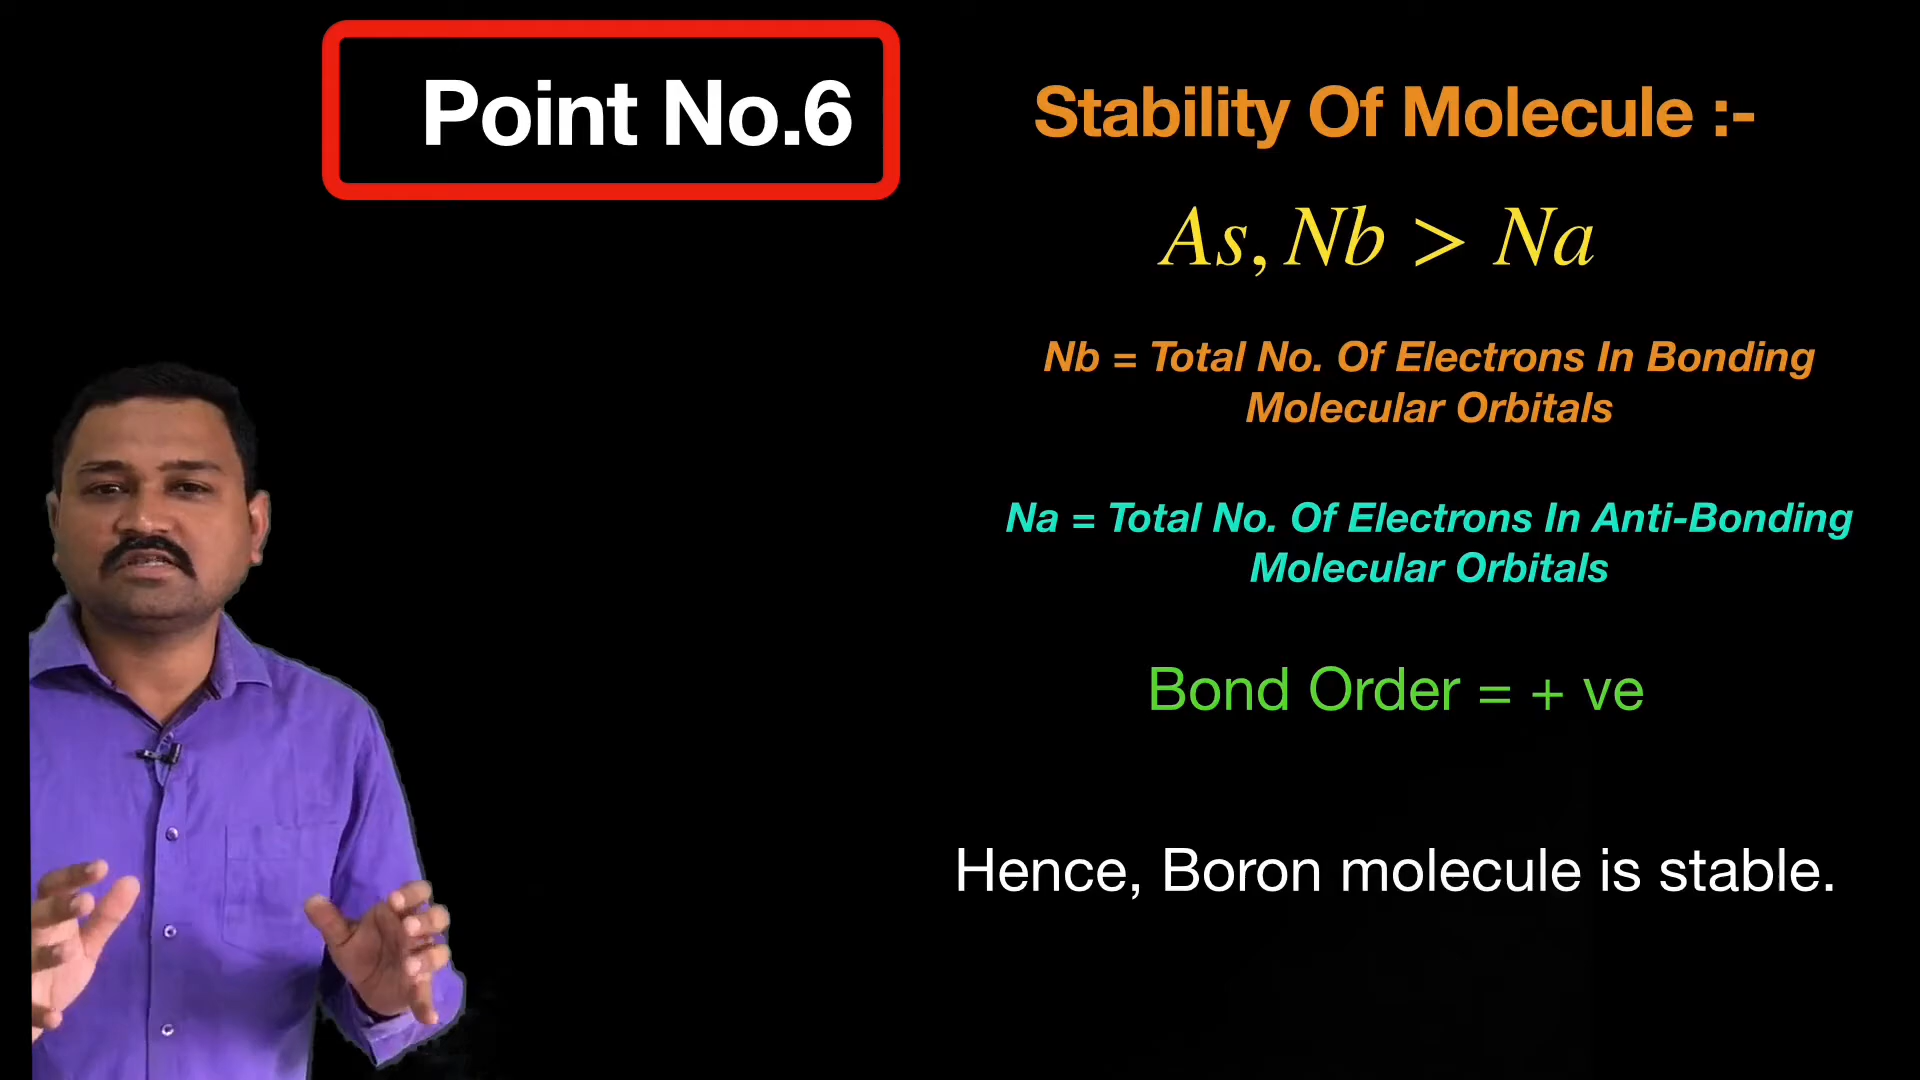 Point No.6
Stability Of Molecule :-
As, Nb > Na
Nb = Total No. Of Electrons In Bonding
Molecular Orbitals
Na = Total No. Of Electrons In Anti-Bonding
Molecular Orbitals
Bond Order = + ve
Hence, Boron molecule is stable.